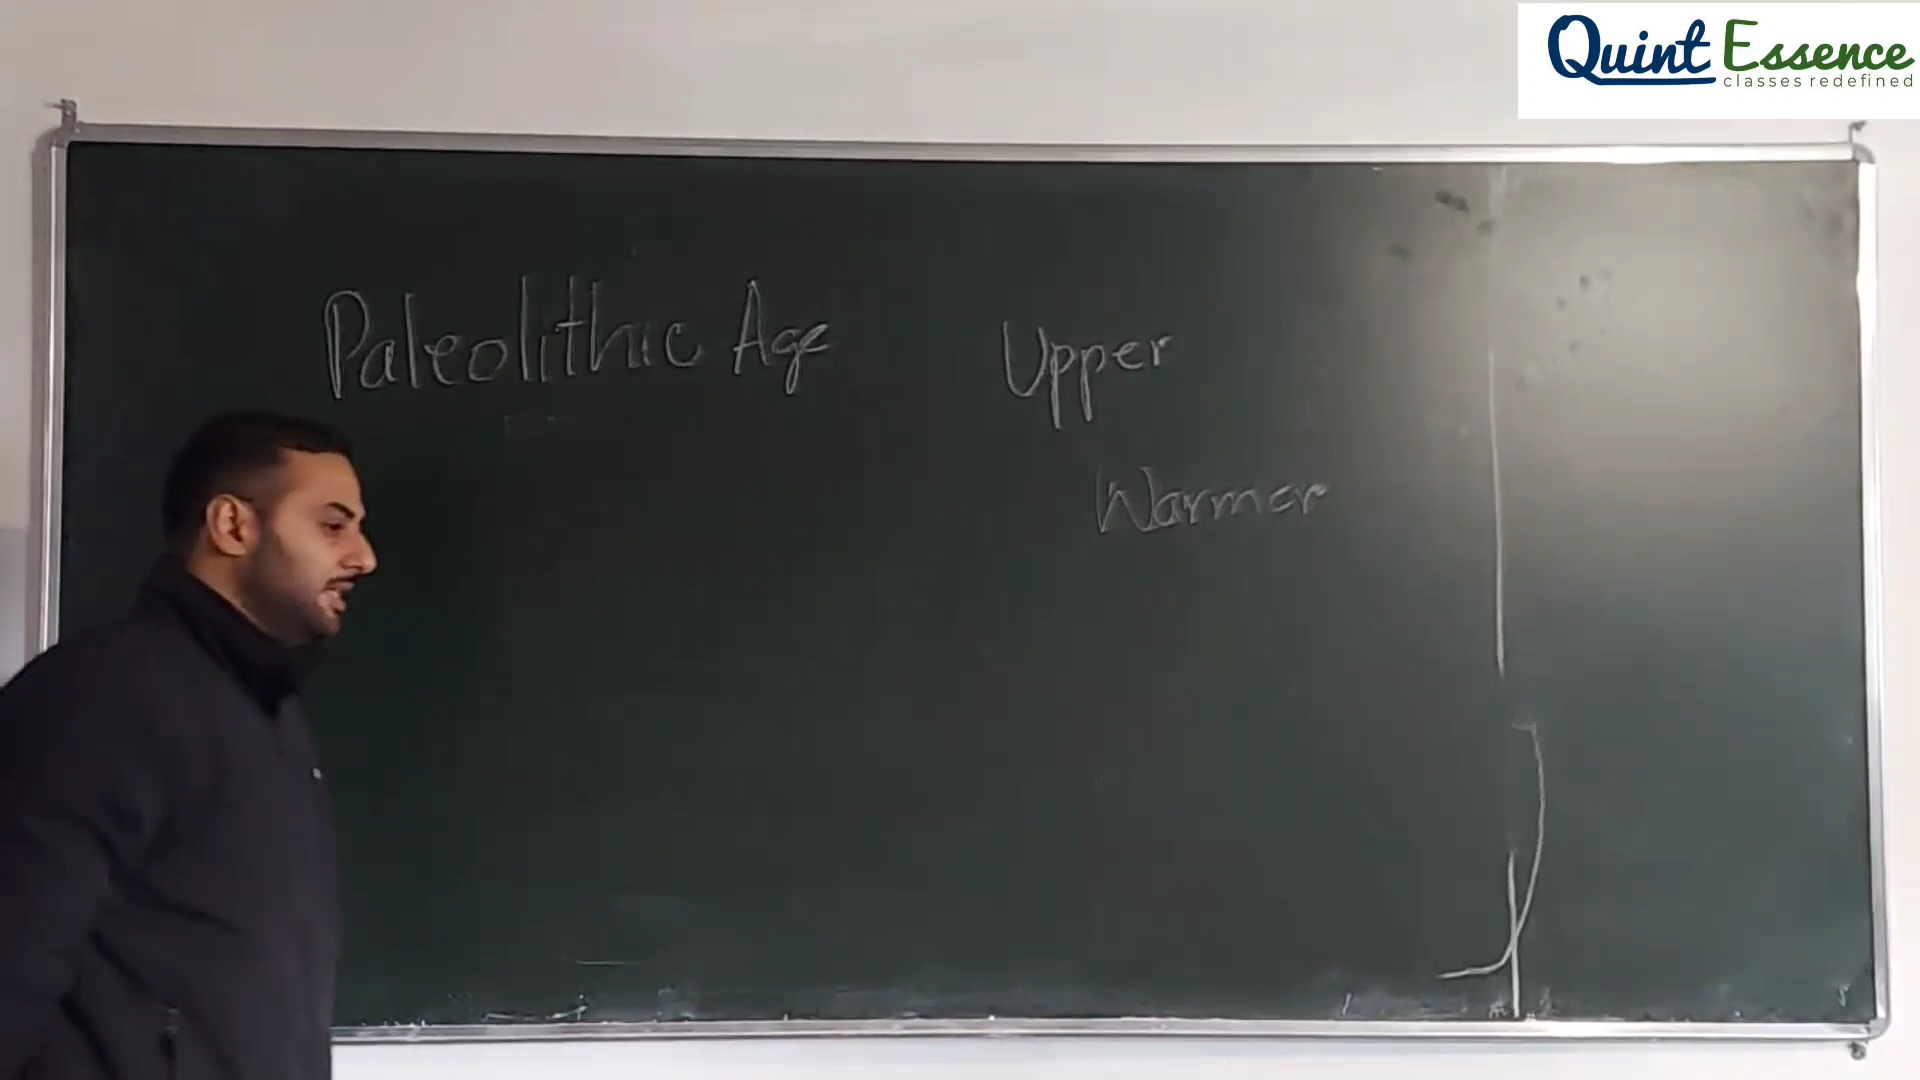 Quint Essence
classes redefined
Paleolithic Age
Upper
Warmer